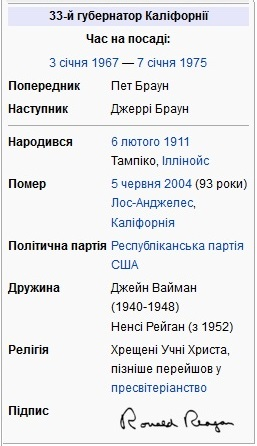 33-й губернатор Каліфорнії
Час на посаді:
3 січня 1967 — 7 січня 1975
Попередник Пет Браун
Наступник Джеррі Браун
Народився 6 лютого 1911
Тампіко, Іллінойс
Помер 5 червня 2004 (93 роки)
Лос-Анджелес,
Каліфорнія
Політична партія Республіканська партія
США
Дружина Джейн Вайман
(1940-1948)
Ненсі Рейган (з 1952)
Релігія Хрещені Учні Христа,
пізніше перейшов у
пресвітеріанство
Підпис Ronald Reagan